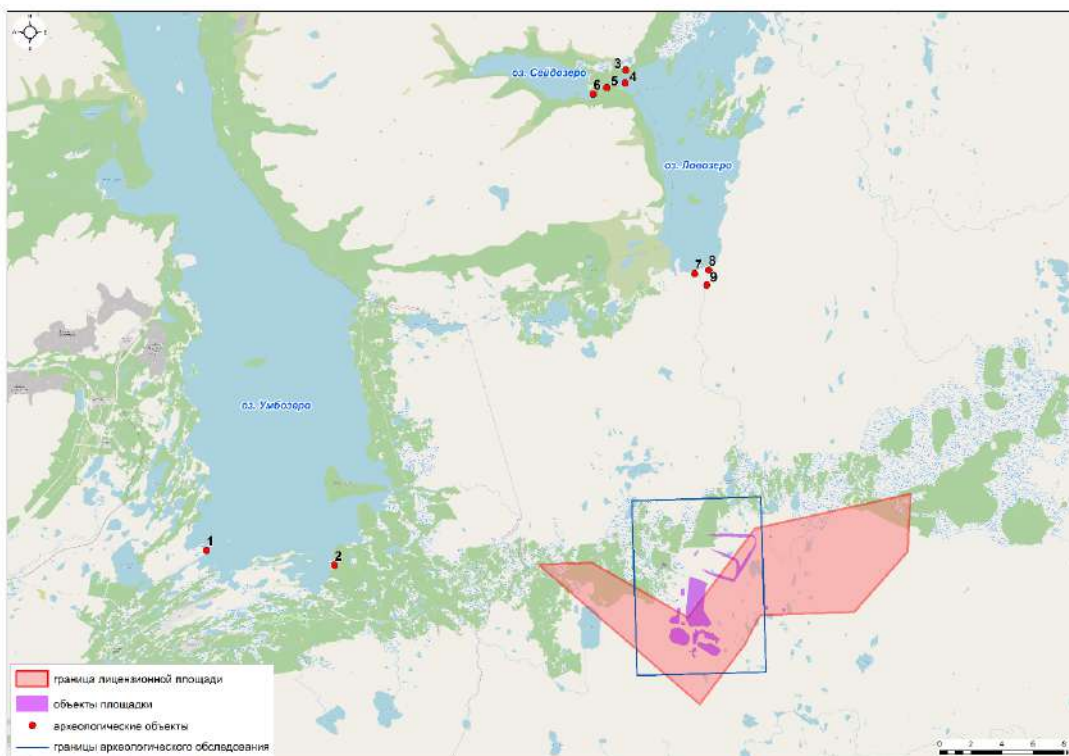 3
оз. Сейдозеро
5
4
6
оз. Ловозеро
8
7
9
оз. Умбозеро
1
2
граница лицензионной площади
объекты площадки
археологические объекты
границы археологического обследования
0 2 4 6 8